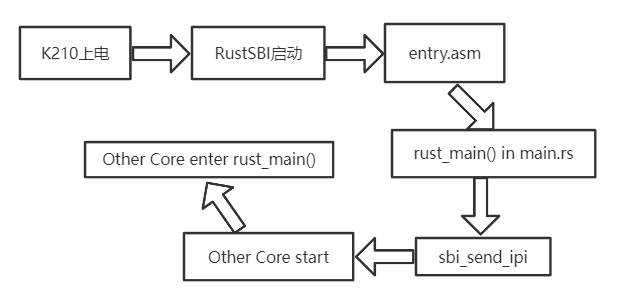 K210上电
RustSBI启动
entry.asm
rust_main() in main.rs
sbi_send_ipi
Other Core start
Other Core enter rust_main()